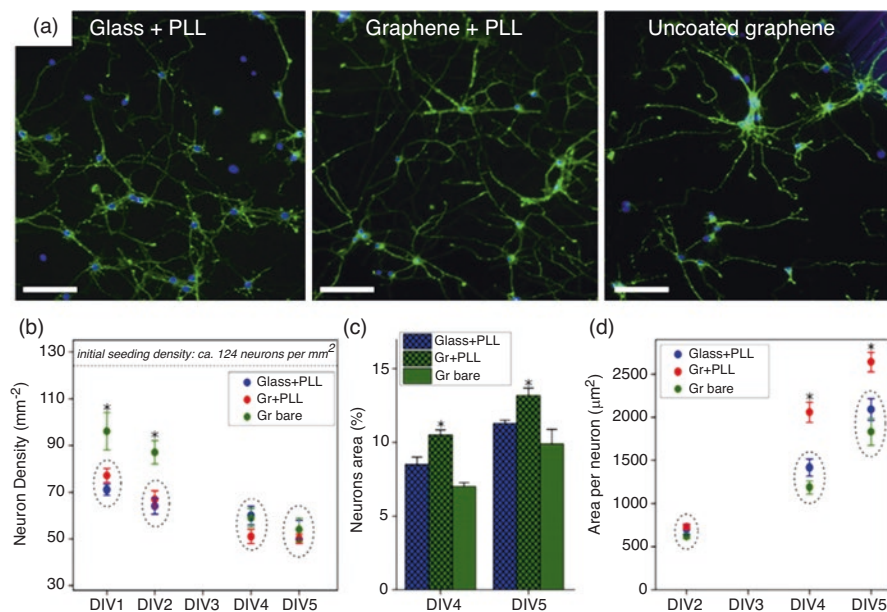 (a)
Glass + PLL
Graphene + PLL
Uncoated graphene
(b)
initial seeding density: ca. 124 neurons per mm²
Neuron Density (mm⁻²)
130
110
90
70
50
30
Glass+PLL
Gr+PLL
Gr bare
*
*
DIV1 DIV2 DIV3 DIV4 DIV5
(c)
Neurons area (%)
15
10
5
0
Glass+PLL
Gr+PLL
Gr bare
*
*
DIV4 DIV5
(d)
Area per neuron (μm²)
2500
2000
1500
1000
500
0
Glass+PLL
Gr+PLL
Gr bare
*
*
DIV2 DIV3 DIV4 DIV5